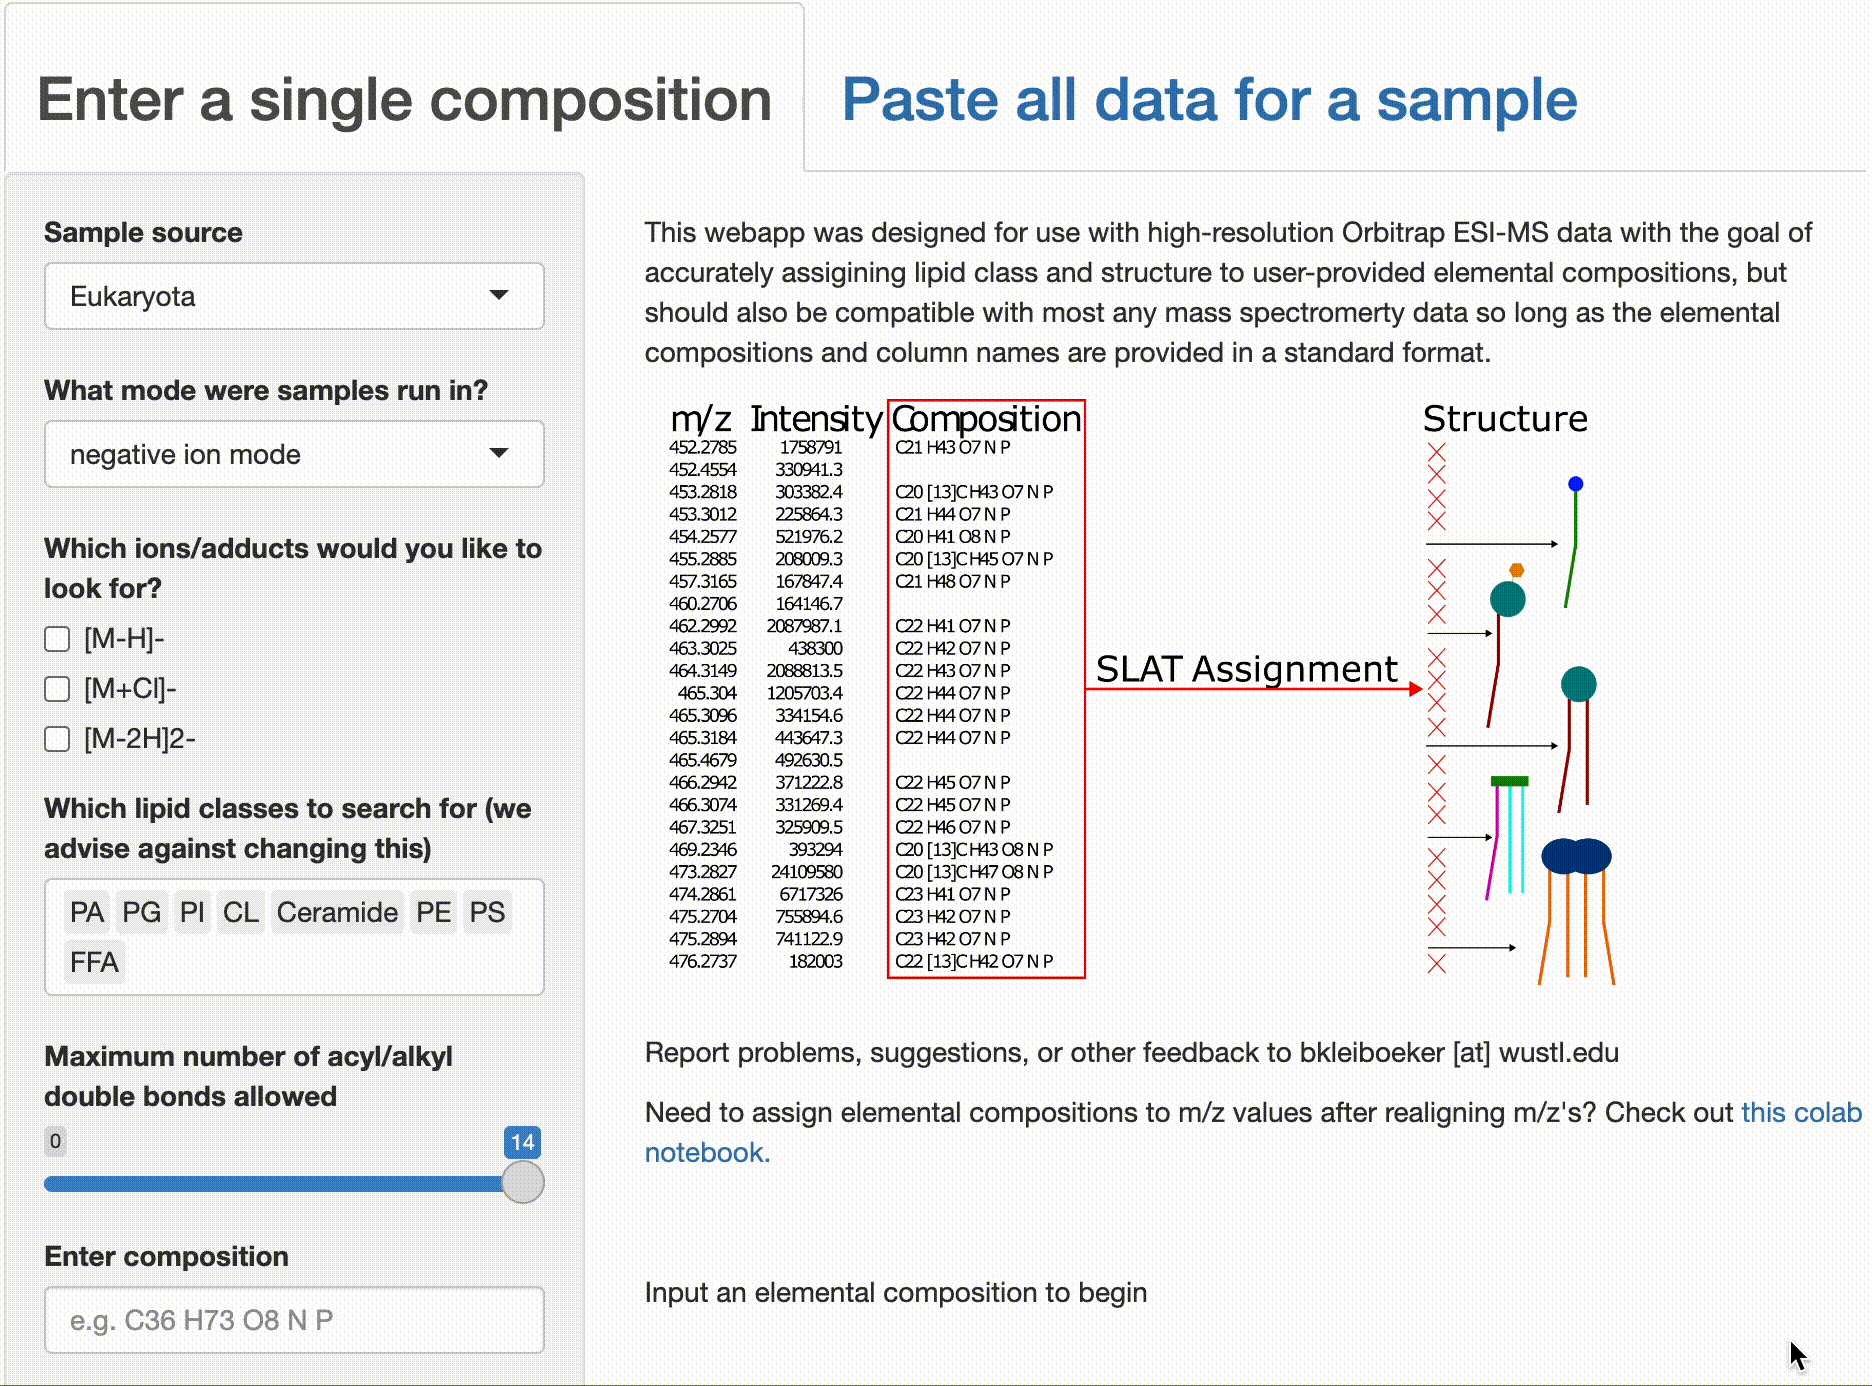 Enter a single composition
Paste all data for a sample
Sample source
Eukaryota
What mode were samples run in?
negative ion mode
Which ions/adducts would you like to
look for?
[M-H]-
[M+Cl]-
[M-2H]2-
Which lipid classes to search for (we
advise against changing this)
PA PG PI CL Ceramide PE PS
FFA
Maximum number of acyl/alkyl
double bonds allowed
0 14
Enter composition
e.g. C36 H73 O8 N P
This webapp was designed for use with high-resolution Orbitrap ESI-MS data with the goal of
accurately assigining lipid class and structure to user-provided elemental compositions, but
should also be compatible with most any mass spectromerty data so long as the elemental
compositions and column names are provided in a standard format.
m/z Intensity Composition
452.2785 1758791 C21 H43 O7 N P
452.4554 330941.3
453.2818 303382.4 C20 [13]C H43 O7 N P
453.3012 225864.3 C21 H44 O7 N P
454.2577 521976.2 C20 H41 O8 N P
455.2885 208009.3 C20 [13]C H45 O7 N P
457.3165 167847.4 C21 H48 O7 N P
460.2706 164146.7
462.2992 2087987.1 C22 H41 O7 N P
463.3025 438300 C22 H42 O7 N P
464.3149 2088813.5 C22 H43 O7 N P
465.304 1205703.4 C22 H44 O7 N P
465.3096 334154.6 C22 H44 O7 N P
465.3184 443647.3 C22 H44 O7 N P
465.4679 492630.5
466.2942 371222.8 C22 H45 O7 N P
466.3074 331269.4 C22 H45 O7 N P
467.3251 325909.5 C22 H46 O7 N P
469.2346 393294 C20 [13]C H43 O8 N P
473.2827 24109580 C20 [13]C H47 O8 N P
474.2861 6717326 C23 H41 O7 N P
475.2704 755894.6 C23 H42 O7 N P
475.2894 741122.9 C23 H42 O7 N P
476.2737 182003 C22 [13]C H42 O7 N P
SLAT Assignment
Structure
Report problems, suggestions, or other feedback to bkleiboeker [at] wustl.edu
Need to assign elemental compositions to m/z values after realigning m/z's? Check out this colab
notebook.
Input an elemental composition to begin